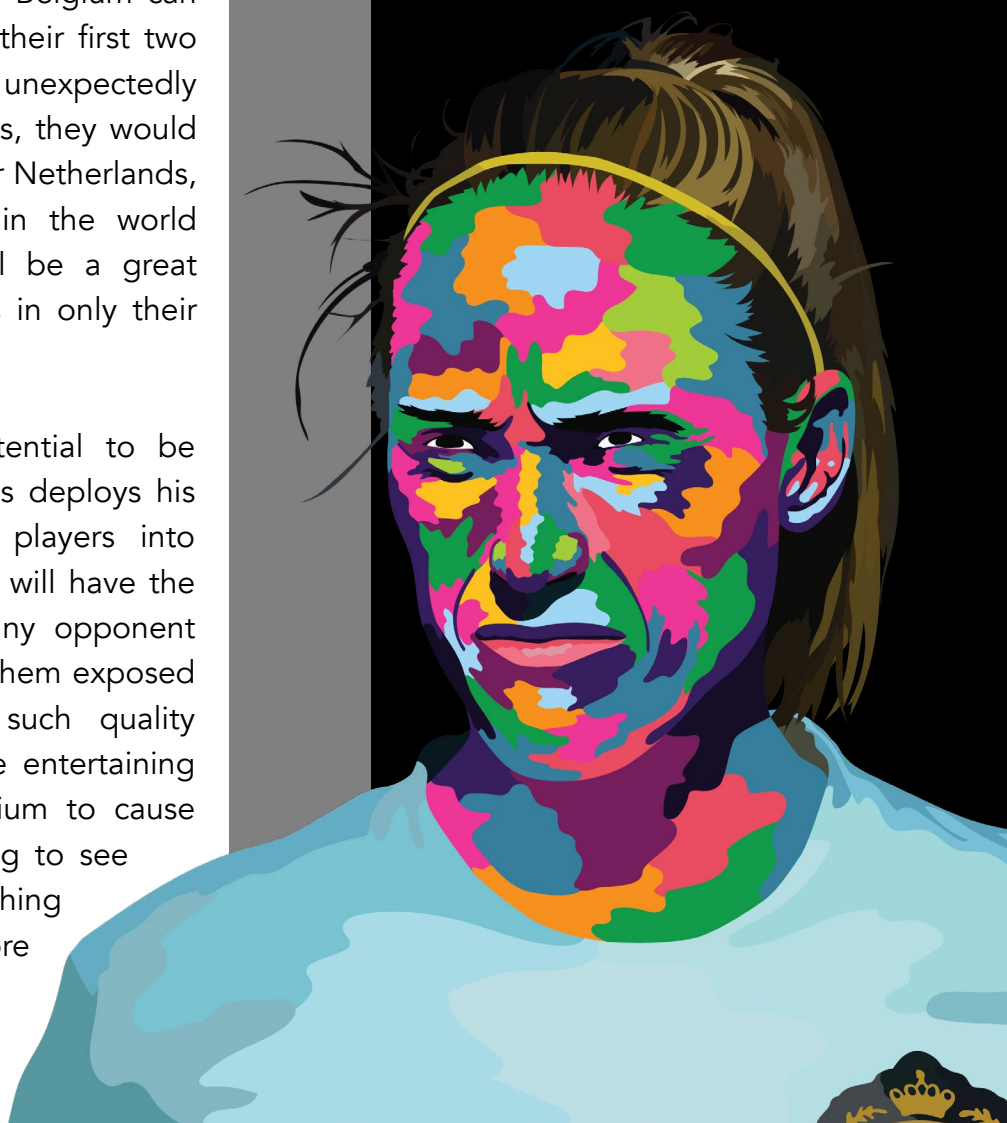 Belgium can
their first two
unexpectedly
s, they would
r Netherlands,
in the world
l be a great
in only their
tential to be
s deploys his
players into
will have the
ny opponent
hem exposed
such quality
e entertaining
ium to cause
g to see
hing
re